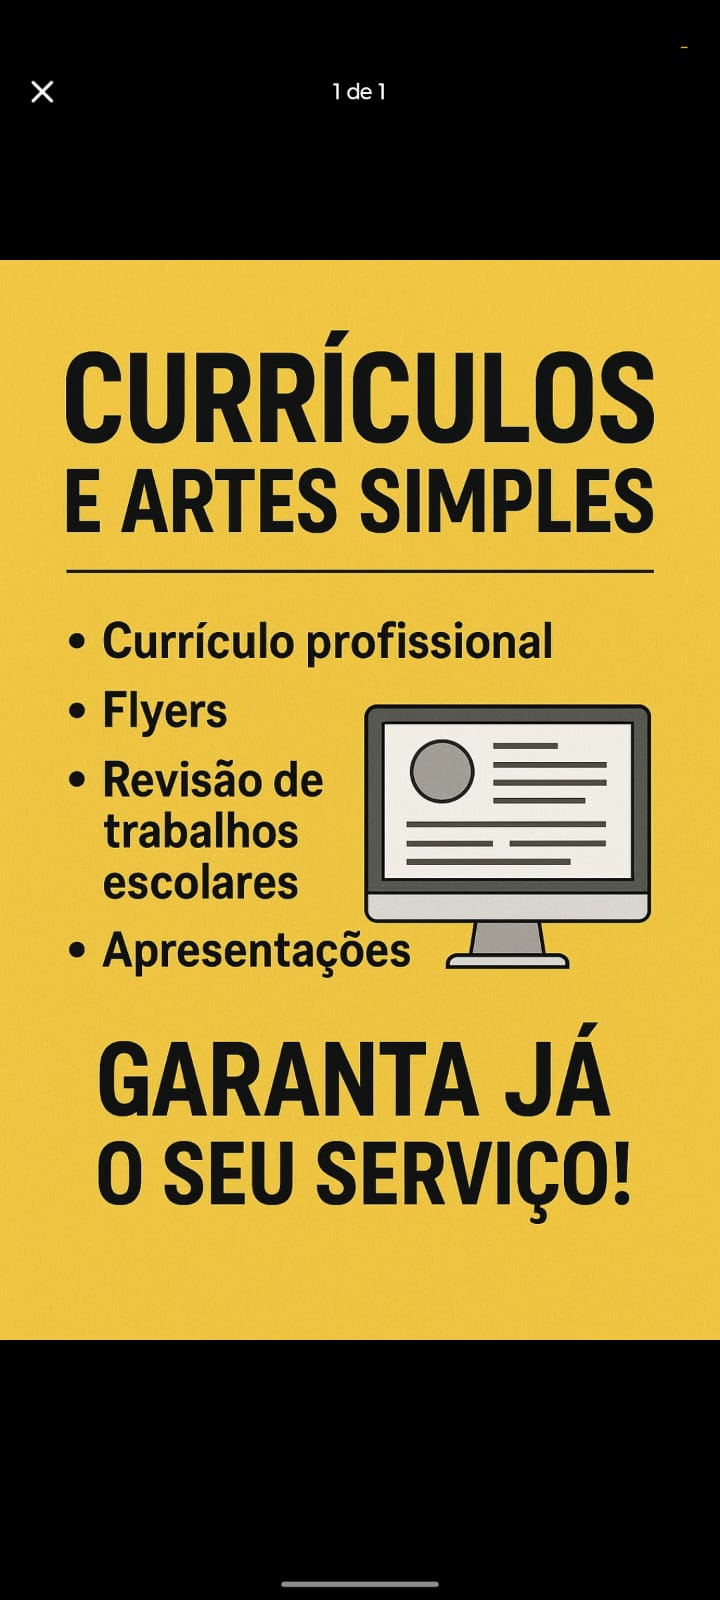 1 de 1
CURRÍCULOS
E ARTES SIMPLES
• Currículo profissional
• Flyers
• Revisão de
trabalhos
escolares
• Apresentações
GARANTA JÁ
O SEU SERVIÇO!